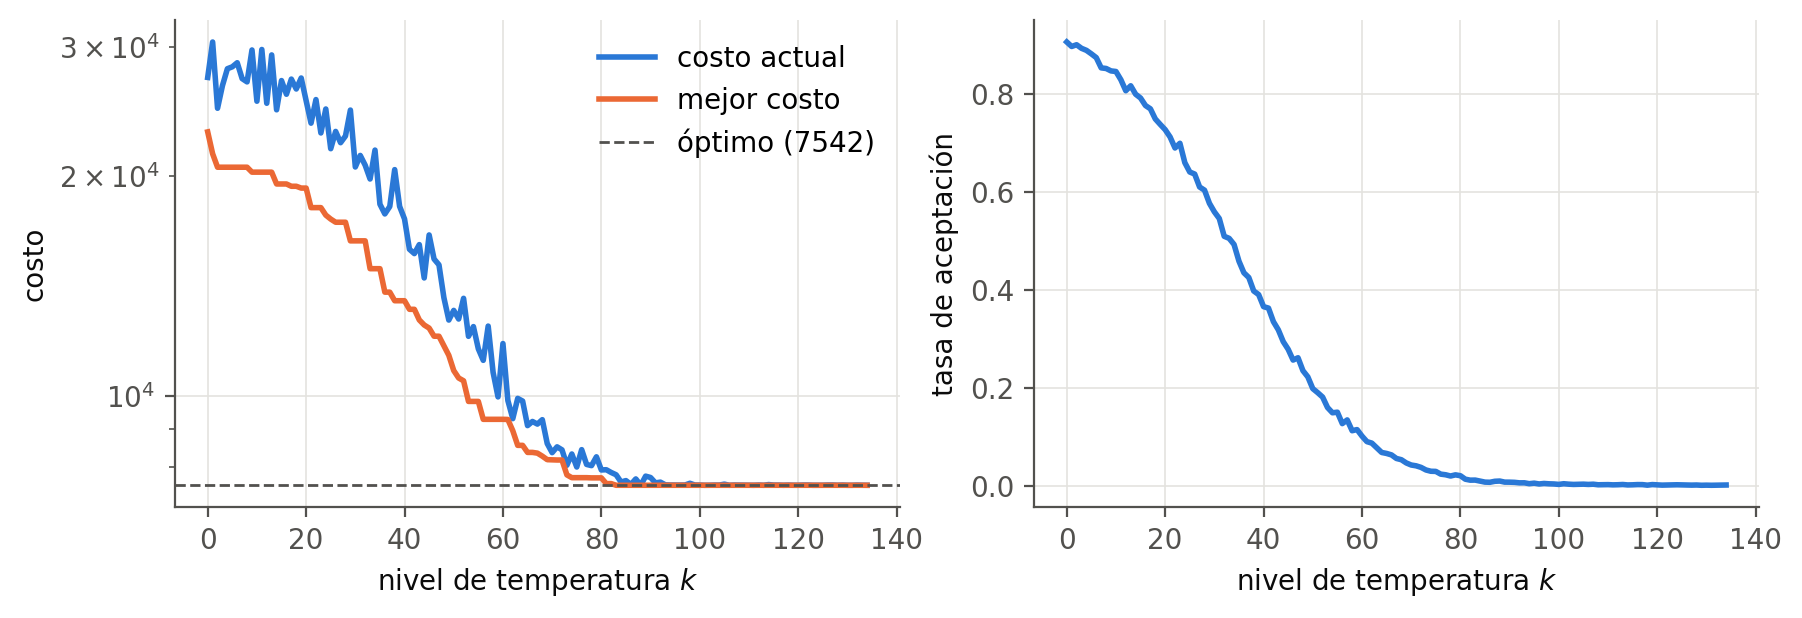 3 × 10⁴
2 × 10⁴
10⁴
costo
0 20 40 60 80 100 120 140
nivel de temperatura k
costo actual
mejor costo
óptimo (7542)
0.8
0.6
0.4
0.2
0.0
tasa de aceptación
0 20 40 60 80 100 120 140
nivel de temperatura k